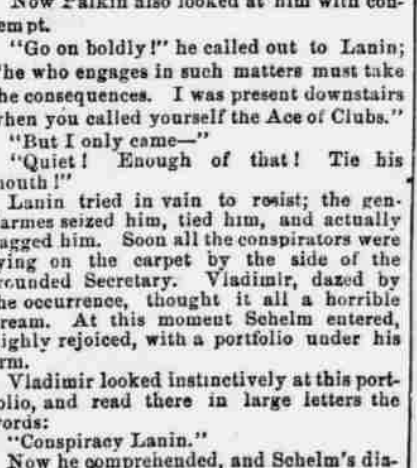 Now Palkin also looked at him with con-
empt.
"Go on boldly!" he called out to Lanin;
"he who engages in such matters must take
he consequences. I was present downstairs
hen you called yourself the Ace of Clubs."
"But I only came—"
"Quiet! Enough of that! Tie his
outh!"
Lanin tried in vain to resist; the gen-
armes seized him, tied him, and actually
agged him. Soon all the conspirators were
ying on the carpet by the side of the
ounded Secretary. Vladimir, dazed by
he occurrence, thought it all a horrible
ream. At this moment Schelm entered,
ighly rejoiced, with a portfolio under his
rm.
Vladimir looked instinctively at this port-
olio, and read there in large letters the
ords:
"Conspiracy Lanin."
Now he comprehended, and Schelm's dia-